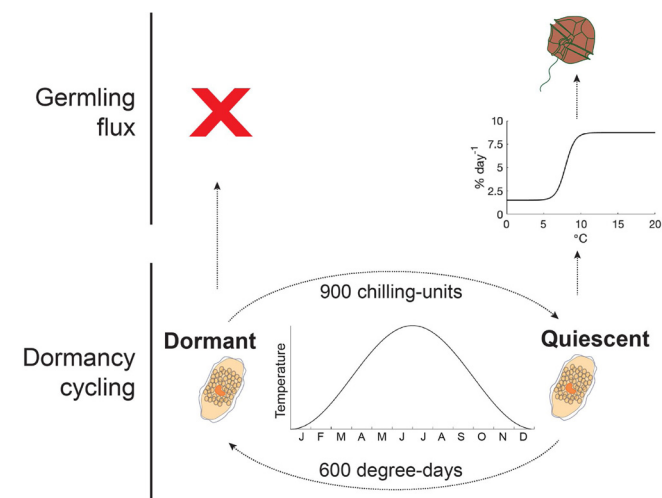 Germling
flux
10
7.5
5
2.5
0
% day-1
0 5 10 15 20
°C
900 chilling-units
Dormancy
cycling
Dormant
Quiescent
Temperature
J F M A M J J A S O N D
600 degree-days